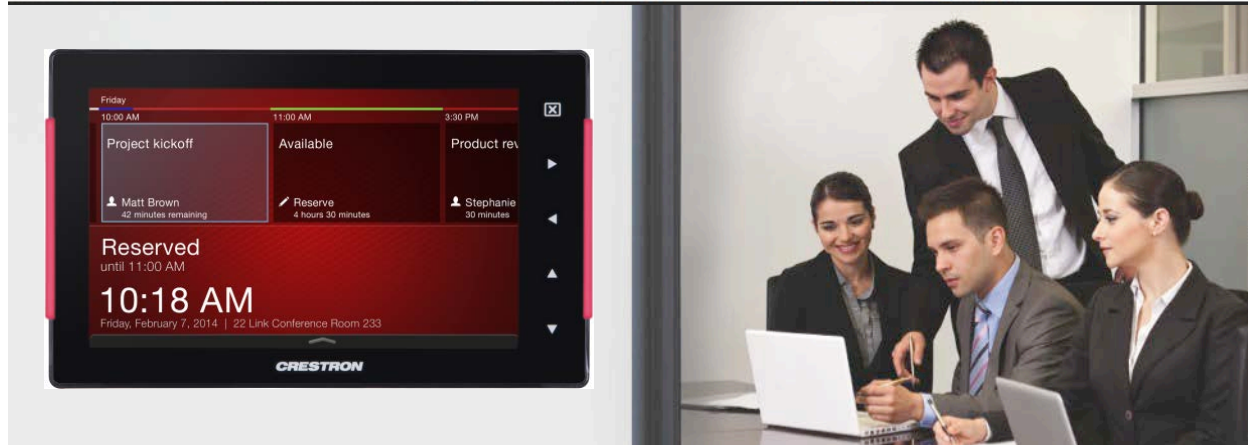 Friday
10:00 AM 11:00 AM 3:30 PM
Project kickoff Available Product rev
Matt Brown Reserve Stephanie
42 minutes remaining 4 hours 30 minutes 30 minutes
Reserved
until 11:00 AM
10:18 AM
Friday, February 7, 2014 | 22 Link Conference Room 233
CRESTRON